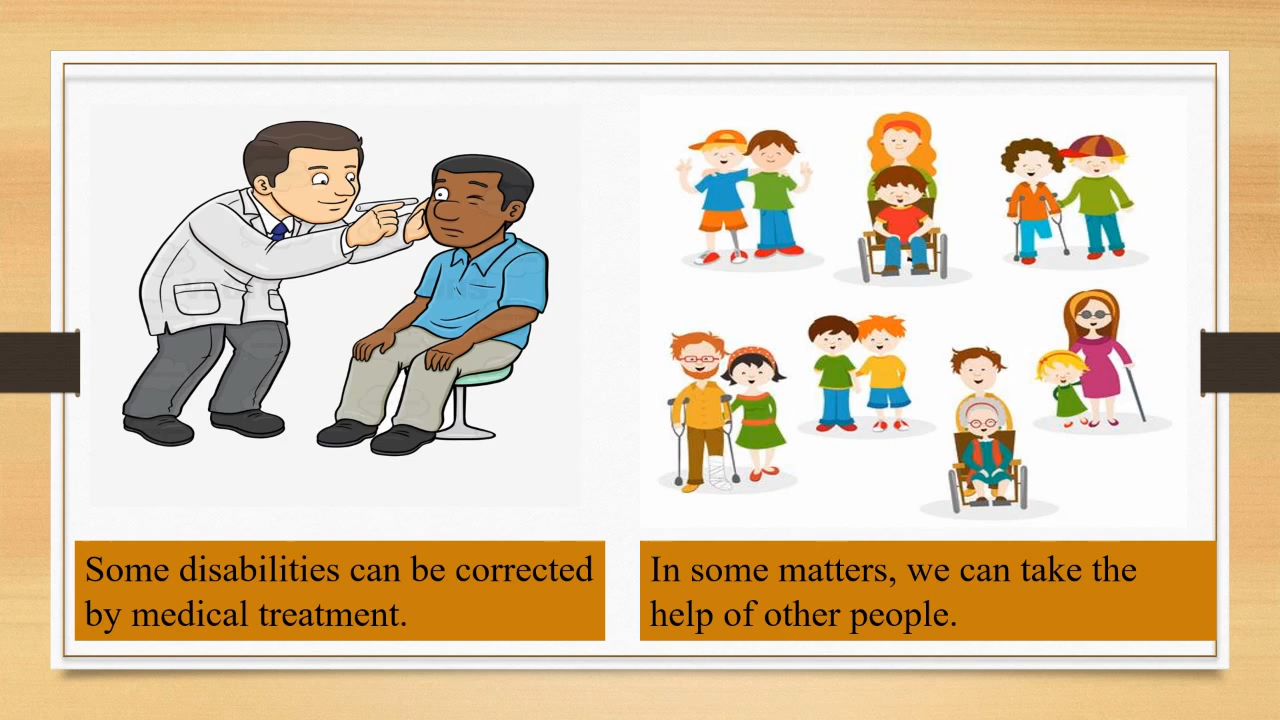 Some disabilities can be corrected
by medical treatment.
In some matters, we can take the
help of other people.